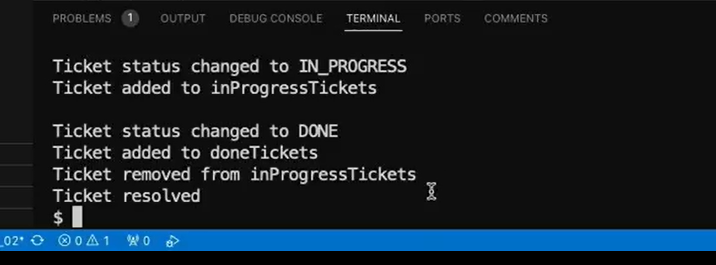 PROBLEMS 1 OUTPUT DEBUG CONSOLE TERMINAL PORTS COMMENTS
Ticket status changed to IN_PROGRESS
Ticket added to inProgressTickets
Ticket status changed to DONE
Ticket added to doneTickets
Ticket removed from inProgressTickets
Ticket resolved
$
_02* 0 1 0